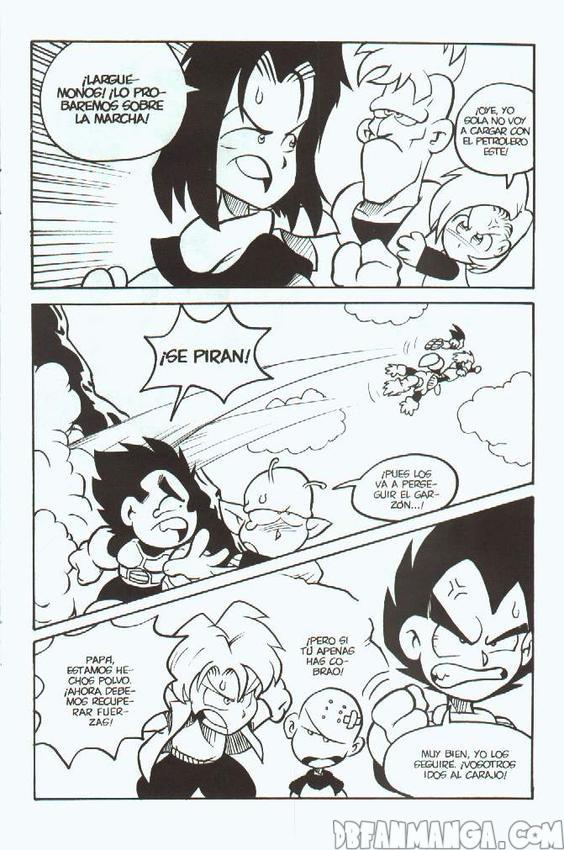 ¡LARGUE-
MONOS! ¡LO PRO-
BAREMOS SOBRE
LA MARCHA!
¡OYE, YO
SOLA NO VOY
A CARGAR CON
EL PETROLERO
ESTE!
¡SE PIRAN!
¡PUES LOS
VA A PERSE-
GUIR EL GAR-
ZÓN...!
PAPÁ,
ESTAMOS HE-
CHOS POLVO.
¡AHORA DEBE-
MOS RECUPE-
RAR FUER-
ZAS!
¡PERO SI
TÚ APENAS
HAS CO-
BRAO!
MUY BIEN, YO LOS
SEGUIRE. ¡VOSOTROS
IDOS AL CARAJO!
DBFANMANGA.COM